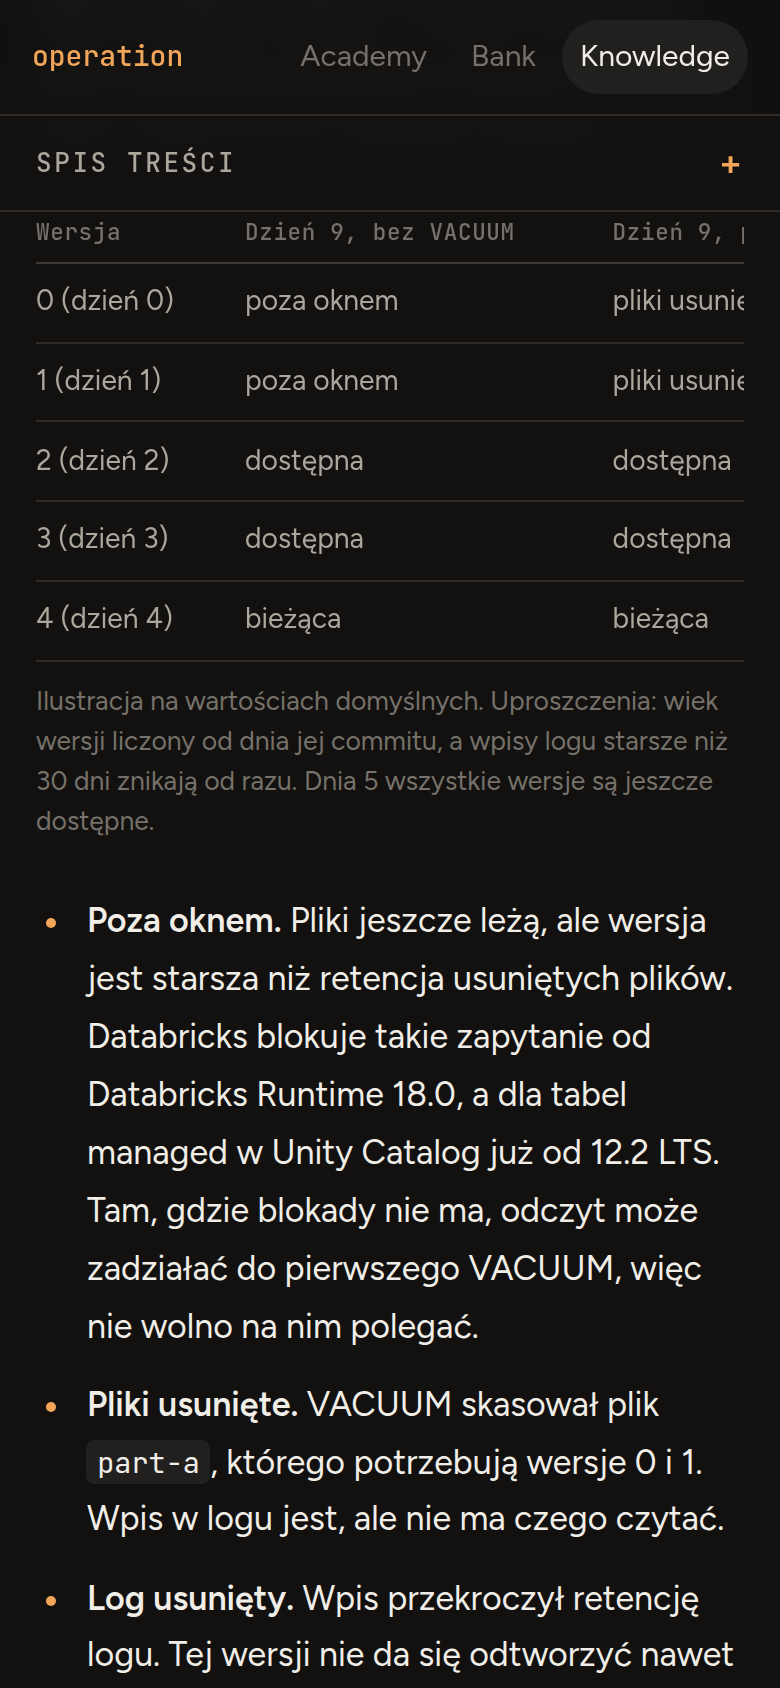 operation Academy Bank Knowledge
SPIS TREŚCI +
Wersja Dzień 9, bez VACUUM Dzień 9,
0 (dzień 0) poza oknem pliki
1 (dzień 1) poza oknem pliki
2 (dzień 2) dostępna dostępna
3 (dzień 3) dostępna dostępna
4 (dzień 4) bieżąca bieżąca
Ilustracja na wartościach domyślnych. Uproszczenia: wiek
wersji liczony od dnia jej commitu, a wpisy logu starsze niż
30 dni znikają od razu. Dnia 5 wszystkie wersje są jeszcze
dostępne.
• Poza oknem. Pliki jeszcze leżą, ale wersja
jest starsza niż retencja usuniętych plików.
Databricks blokuje takie zapytanie od
Databricks Runtime 18.0, a dla tabel
managed w Unity Catalog już od 12.2 LTS.
Tam, gdzie blokady nie ma, odczyt może
zadziałać do pierwszego VACUUM, więc
nie wolno na nim polegać.
• Pliki usunięte. VACUUM skasował plik
part-a, którego potrzebują wersje 0 i 1.
Wpis w logu jest, ale nie ma czego czytać.
• Log usunięty. Wpis przekroczył retencję
logu. Tej wersji nie da się odtworzyć nawet